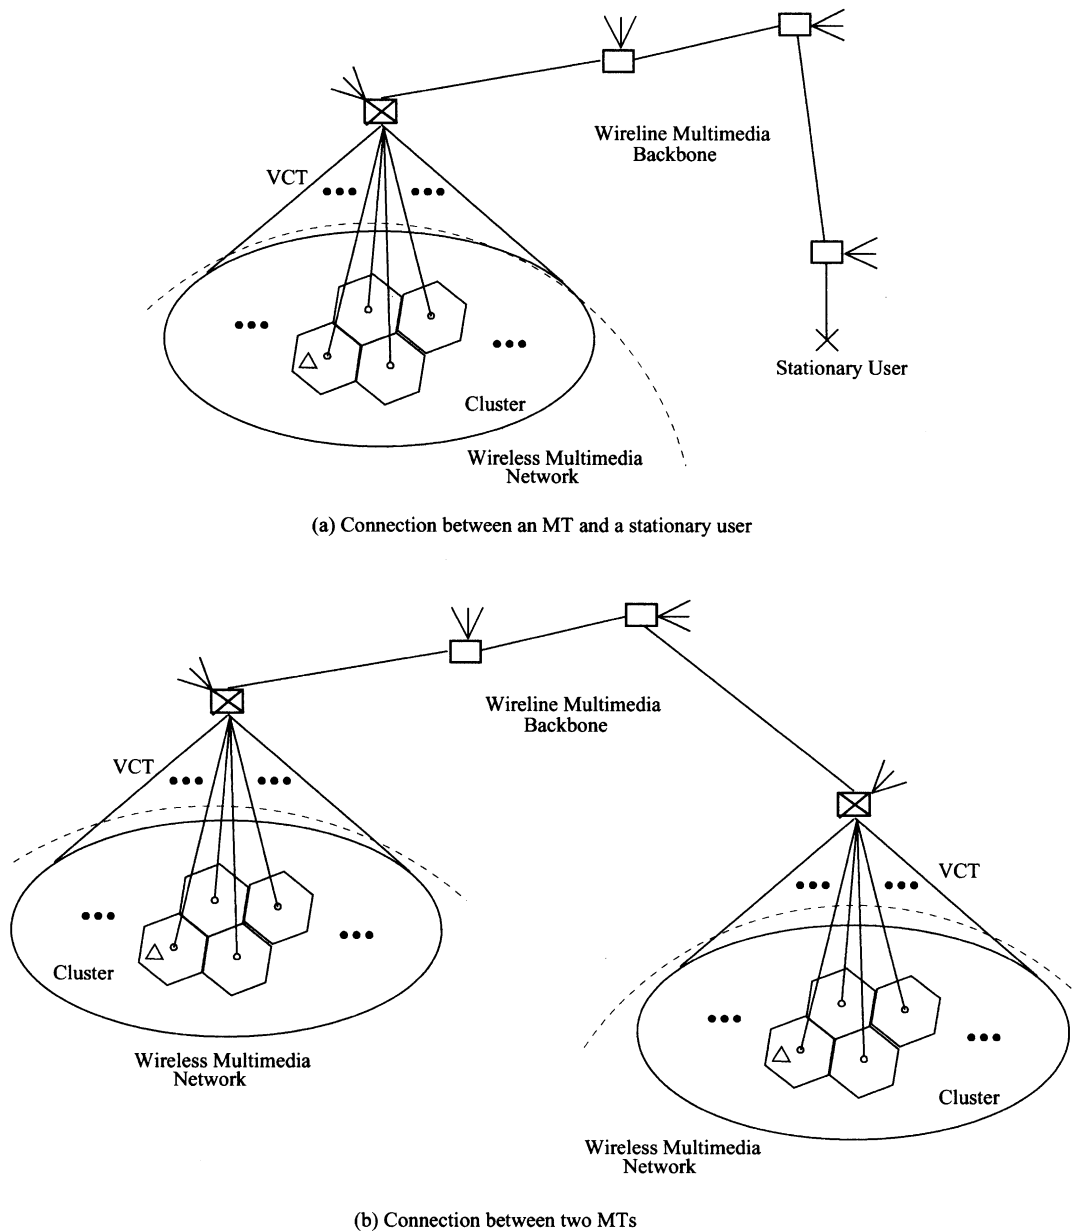 Wireline Multimedia
Backbone
VCT
Stationary User
Cluster
Wireless Multimedia
Network
(a) Connection between an MT and a stationary user
Wireline Multimedia
Backbone
VCT
VCT
Cluster
Wireless Multimedia
Network
Cluster
Wireless Multimedia
Network
(b) Connection between two MTs